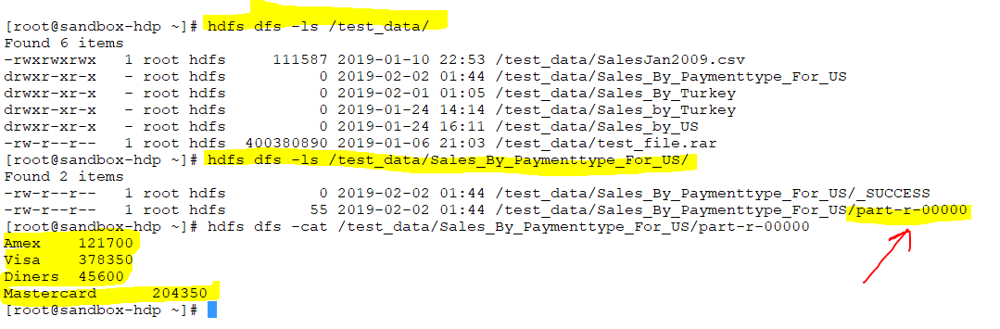 [root@sandbox-hdp ~]# hdfs dfs -ls /test_data/
Found 6 items
-rwxrwxrwx   1 root hdfs     111587 2019-01-10 22:53 /test_data/SalesJan2009.csv
drwxr-xr-x   - root hdfs          0 2019-02-02 01:44 /test_data/Sales_By_Paymenttype_For_US
drwxr-xr-x   - root hdfs          0 2019-02-01 01:05 /test_data/Sales_By_Turkey
drwxr-xr-x   - root hdfs          0 2019-01-24 14:14 /test_data/Sales_by_Turkey
drwxr-xr-x   - root hdfs          0 2019-01-24 16:11 /test_data/Sales_by_US
-rw-r--r--   1 root hdfs  400380890 2019-01-06 21:03 /test_data/test_file.rar
[root@sandbox-hdp ~]# hdfs dfs -ls /test_data/Sales_By_Paymenttype_For_US/
Found 2 items
-rw-r--r--   1 root hdfs          0 2019-02-02 01:44 /test_data/Sales_By_Paymenttype_For_US/_SUCCESS
-rw-r--r--   1 root hdfs         55 2019-02-02 01:44 /test_data/Sales_By_Paymenttype_For_US/part-r-00000
[root@sandbox-hdp ~]# hdfs dfs -cat /test_data/Sales_By_Paymenttype_For_US/part-r-00000
Amex    121700
Visa    378350
Diners  45600
Mastercard      204350
[root@sandbox-hdp ~]#